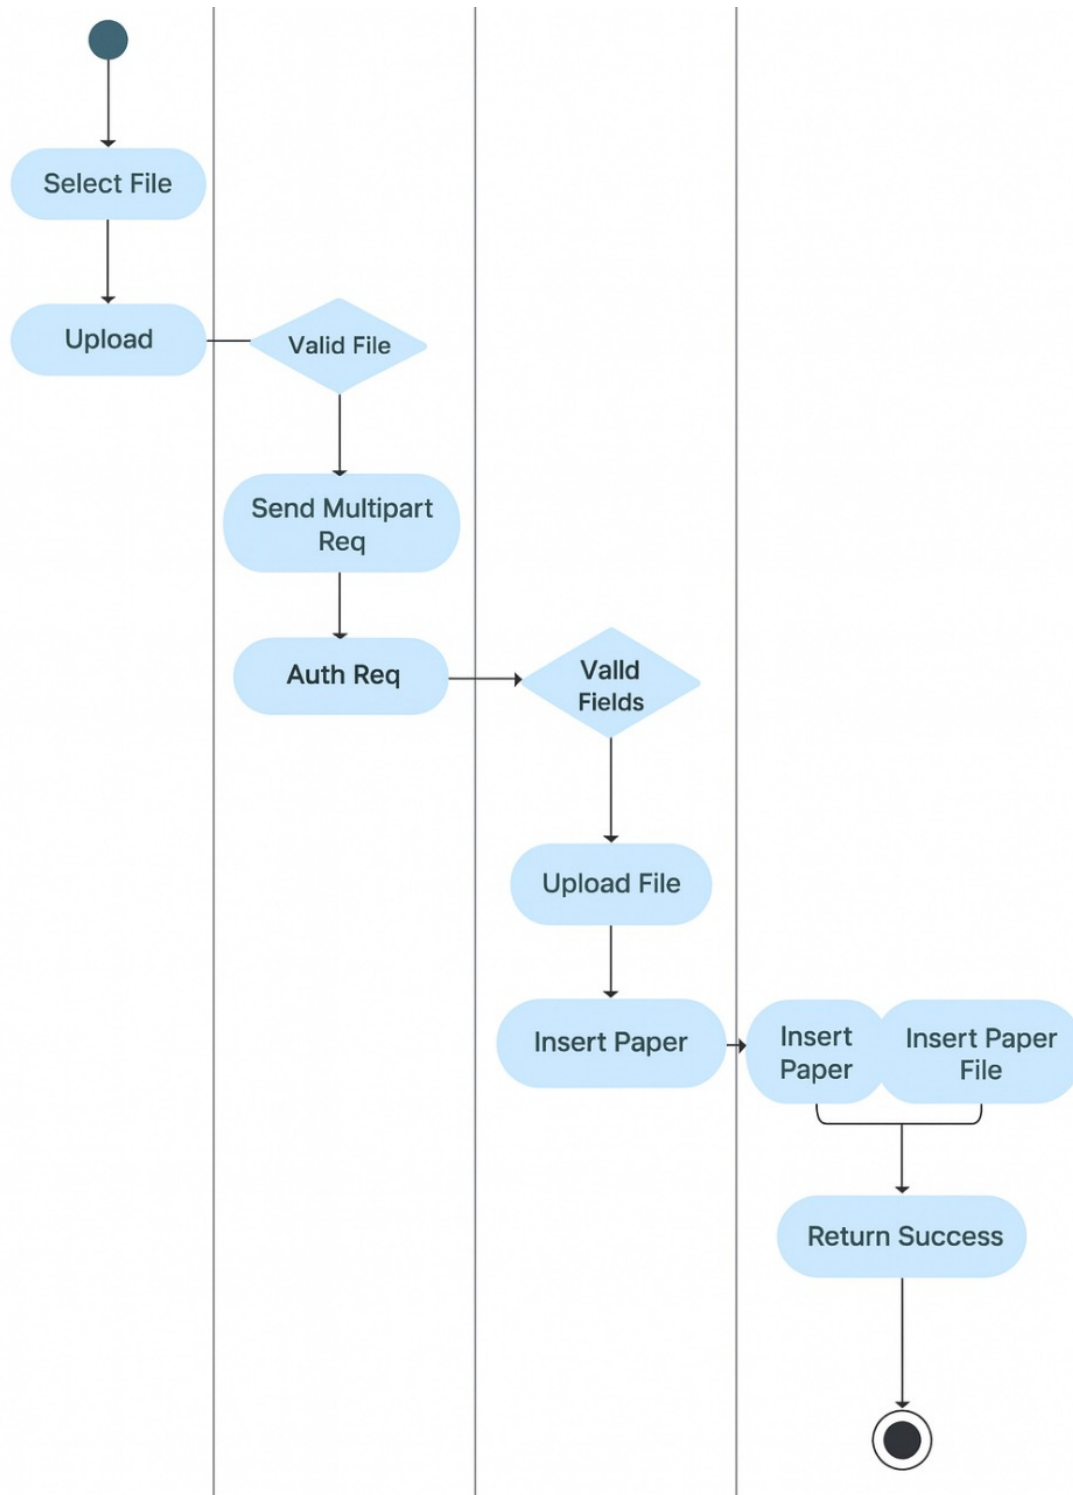 Select File
Upload
Valid File
Send Multipart
Req
Auth Req
Valld
Fields
Upload File
Insert Paper
Insert
Paper
Insert Paper
File
Return Success